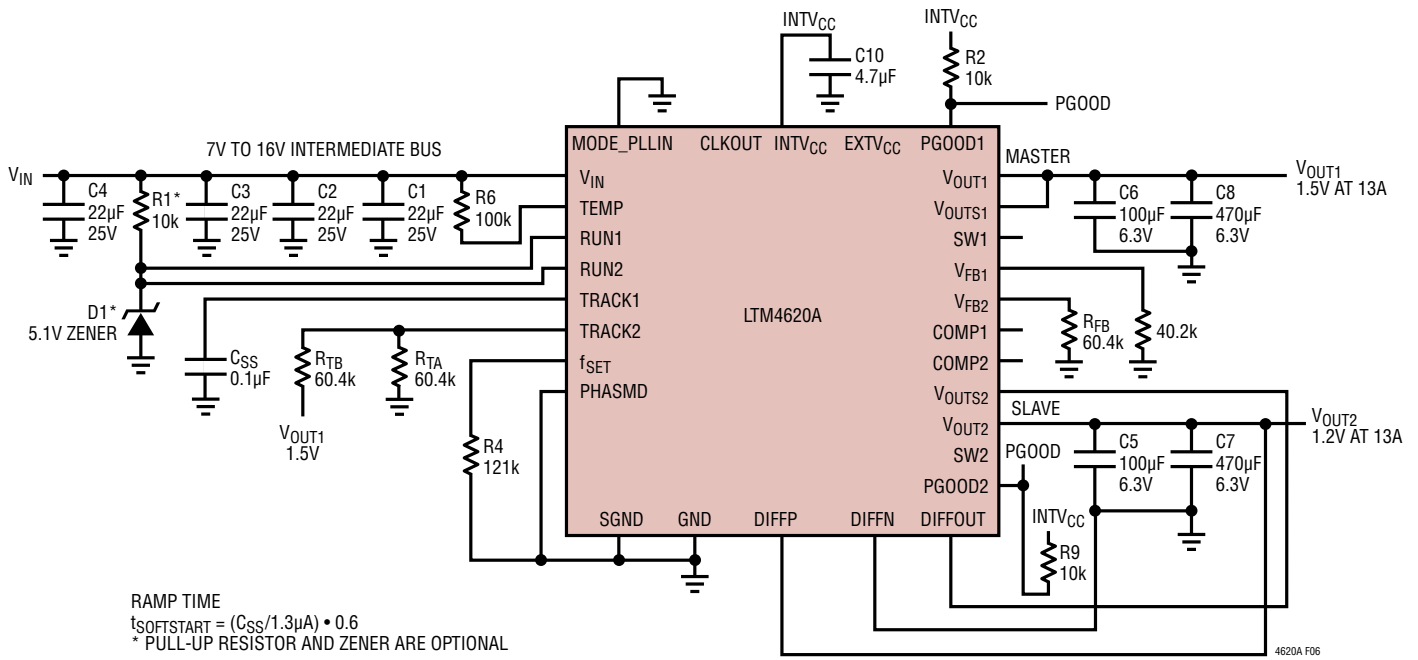 INTVCC
C10
4.7µF
INTVCC
R2
10k
PGOOD
7V TO 16V INTERMEDIATE BUS
VIN
C4
22µF
25V
R1*
10k
C3
22µF
25V
C2
22µF
25V
C1
22µF
25V
R6
100k
D1*
5.1V ZENER
CSS
0.1µF
RTB
60.4k
VOUT1
1.5V
RTA
60.4k
R4
121k
MODE_PLLIN
CLKOUT
INTVCC
EXTVCC
PGOOD1
VIN
TEMP
RUN1
RUN2
TRACK1
TRACK2
fSET
PHASMD
LTM4620A
VOUT1
VOUTS1
SW1
VFB1
VFB2
COMP1
COMP2
VOUTS2
VOUT2
SW2
PGOOD2
SGND
GND
DIFFP
DIFFN
DIFFOUT
MASTER
C6
100µF
6.3V
C8
470µF
6.3V
VOUT1
1.5V AT 13A
RFB
60.4k
40.2k
SLAVE
C5
100µF
6.3V
C7
470µF
6.3V
VOUT2
1.2V AT 13A
PGOOD
INTVCC
R9
10k
RAMP TIME
tSOFTSTART = (CSS/1.3µA) • 0.6
* PULL-UP RESISTOR AND ZENER ARE OPTIONAL
4620A F06